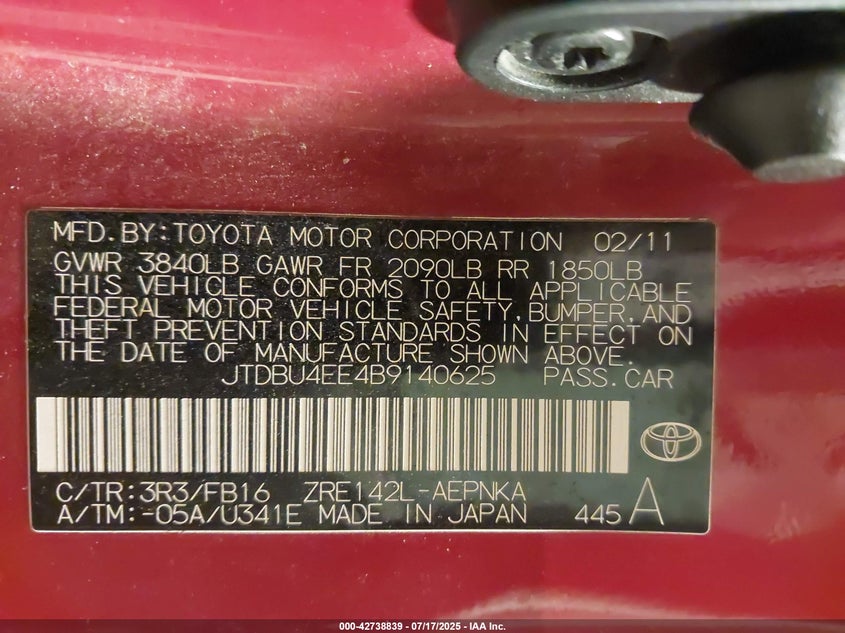 MFD.BY:TOYOTA MOTOR CORPORATION 02/11
GVWR 3840LB GAWR FR 2090LB RR 1850LB
THIS VEHICLE CONFORMS TO ALL APPLICABLE
FEDERAL MOTOR VEHICLE SAFETY,BUMPER,AND
THEFT PREVENTION STANDARDS IN EFFECT ON
THE DATE OF MANUFACTURE SHOWN ABOVE.
JTDBU4EE4B9140625 PASS.CAR
C/TR:3R3/FB16 ZRE142L-AEPNKA
A/TM:-05A/U341E MADE IN JAPAN 445 A
000-42738839 - 07/17/2025 - IAA Inc.